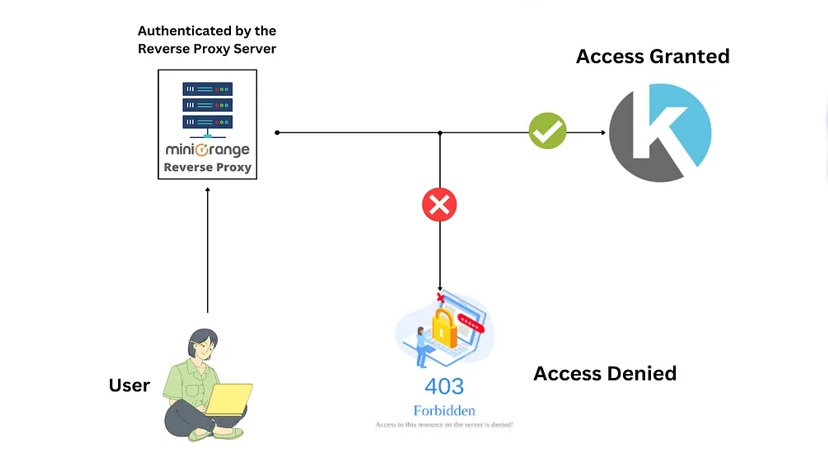 Authenticated by the
Reverse Proxy Server
Access Granted
miniOrange
Reverse Proxy
K
User
403
Forbidden
Access to this resource on the server is denied!
Access Denied